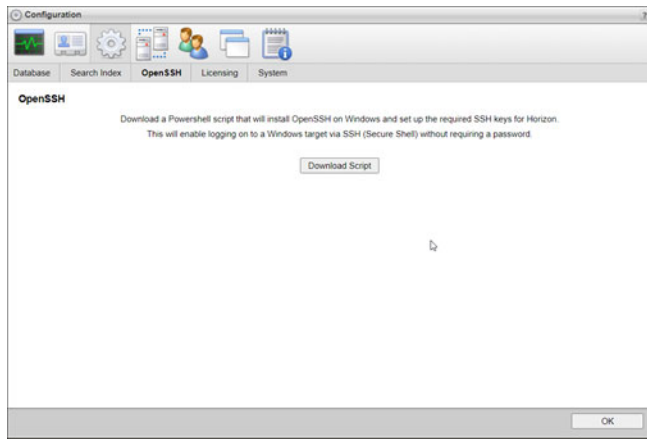 Configuration
?
Database Search Index OpenSSH Licensing System
OpenSSH
Download a Powershell script that will install OpenSSH on Windows and set up the required SSH keys for Horizon.
This will enable logging on to a Windows target via SSH (Secure Shell) without requiring a password.
Download Script
OK